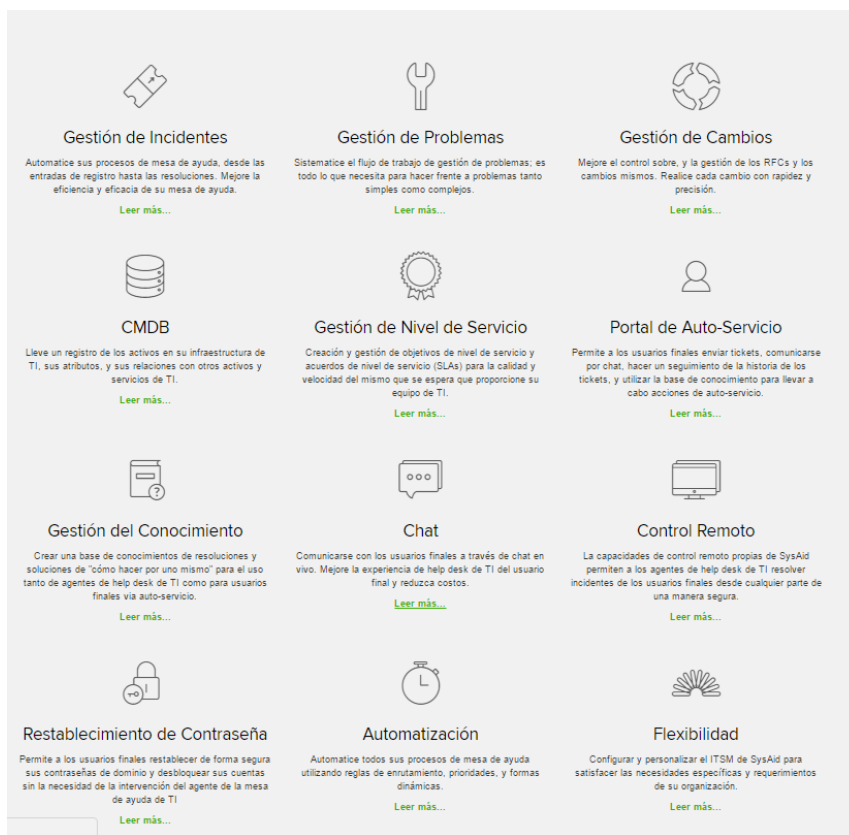 Gestión de Incidentes
Automatice sus procesos de mesa de ayuda, desde las
entradas de registro hasta las resoluciones. Mejore la
eficiencia y eficacia de su mesa de ayuda.
Leer más...
Gestión de Problemas
Sistematice el flujo de trabajo de gestión de problemas; es
todo lo que necesita para hacer frente a problemas tanto
simples como complejos.
Leer más...
Gestión de Cambios
Mejore el control sobre, y la gestión de los RFCs y los
cambios mismos. Realice cada cambio con rapidez y
precisión.
Leer más...
CMDB
Lleve un registro de los activos en su infraestructura de
TI, sus atributos, y sus relaciones con otros activos y
servicios de TI.
Leer más...
Gestión de Nivel de Servicio
Creación y gestión de objetivos de nivel de servicio y
acuerdos de nivel de servicio (SLAs) para la calidad y
velocidad del mismo que se espera que proporcione su
equipo de TI.
Leer más...
Portal de Auto-Servicio
Permite a los usuarios finales enviar tickets, comunicarse
por chat, hacer un seguimiento de la historia de los
tickets, y utilizar la base de conocimiento para llevar a
cabo acciones de auto-servicio.
Leer más...
Gestión del Conocimiento
Crear una base de conocimientos de resoluciones y
soluciones de "cómo hacer por uno mismo" para el uso
tanto de agentes de help desk de TI como para usuarios
finales via auto-servicio.
Leer más...
Chat
Comunicarse con los usuarios finales a través de chat en
vivo. Mejore la experiencia de help desk de TI del usuario
final y reduzca costos.
Leer más...
Control Remoto
La capacidades de control remoto propias de SysAid
permiten a los agentes de help desk de TI resolver
incidentes de los usuarios finales desde cualquier parte de
una manera segura.
Leer más...
Restablecimiento de Contraseña
Permite a los usuarios finales restablecer de forma segura
sus contraseñas de dominio y desbloquear sus cuentas
sin la necesidad de la intervención del agente de la mesa
de ayuda de TI
Leer más...
Automatización
Automatice todos sus procesos de mesa de ayuda
utilizando reglas de enrutamiento, prioridades, y formas
dinámicas.
Leer más...
Flexibilidad
Configurar y personalizar el ITSM de SysAid para
satisfacer las necesidades específicas y requerimientos
de su organización.
Leer más...